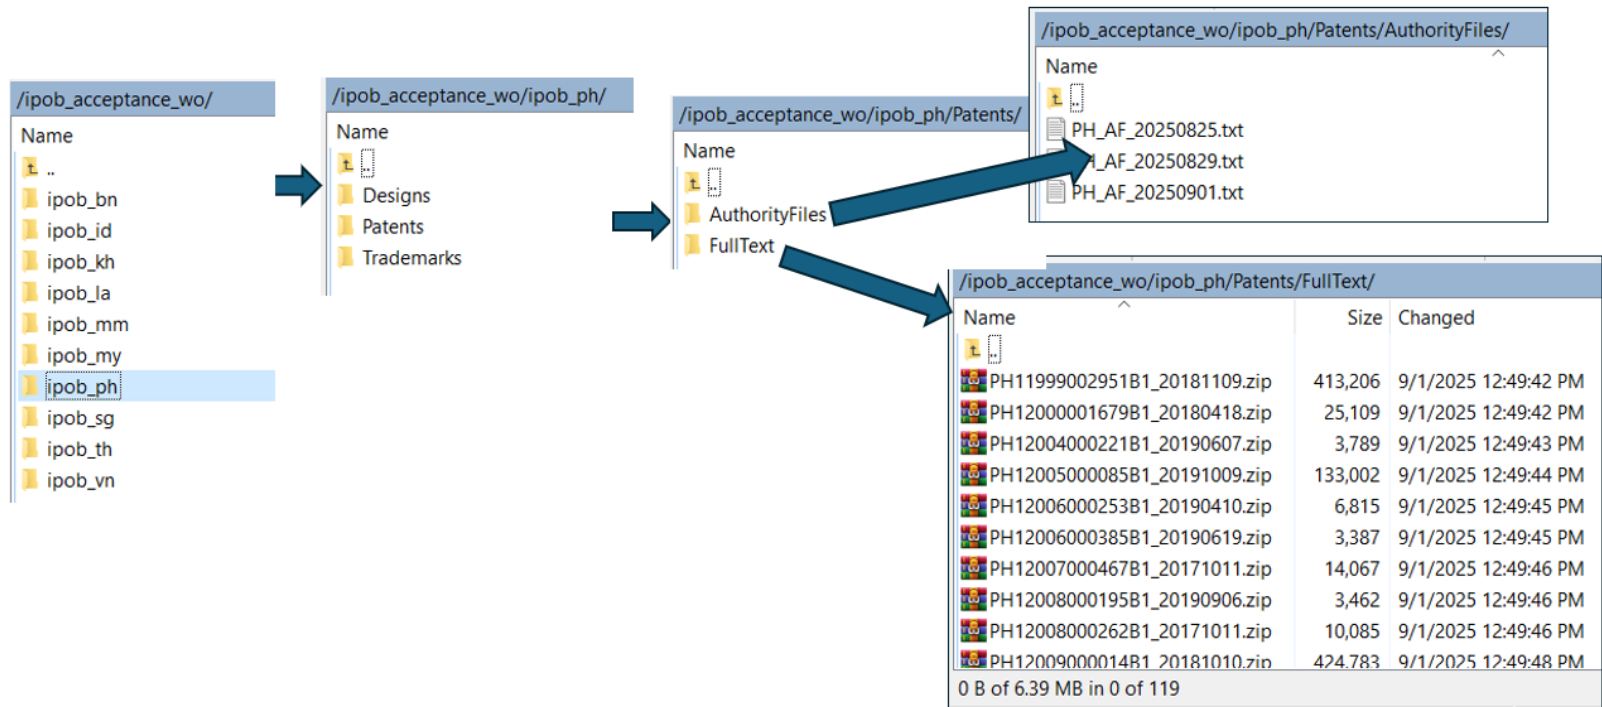 /ipob_acceptance_wo/
Name
..
ipob_bn
ipob_id
ipob_kh
ipob_la
ipob_mm
ipob_my
ipob_ph
ipob_sg
ipob_th
ipob_vn
/ipob_acceptance_wo/ipob_ph/
Name
..
Designs
Patents
Trademarks
/ipob_acceptance_wo/ipob_ph/Patents/
Name
..
AuthorityFiles
FullText
/ipob_acceptance_wo/ipob_ph/Patents/AuthorityFiles/
Name
..
PH_AF_20250825.txt
H_AF_20250829.txt
PH_AF_20250901.txt
/ipob_acceptance_wo/ipob_ph/Patents/FullText/
Name Size Changed
..
PH11999002951B1_20181109.zip 413,206 9/1/2025 12:49:42 PM
PH12000001679B1_20180418.zip 25,109 9/1/2025 12:49:42 PM
PH12004000221B1_20190607.zip 3,789 9/1/2025 12:49:43 PM
PH12005000085B1_20191009.zip 133,002 9/1/2025 12:49:44 PM
PH12006000253B1_20190410.zip 6,815 9/1/2025 12:49:45 PM
PH12006000385B1_20190619.zip 3,387 9/1/2025 12:49:45 PM
PH12007000467B1_20171011.zip 14,067 9/1/2025 12:49:46 PM
PH12008000195B1_20190906.zip 3,462 9/1/2025 12:49:46 PM
PH12008000262B1_20171011.zip 10,085 9/1/2025 12:49:46 PM
PH12009000014B1_20181010.zip 424,783 9/1/2025 12:49:48 PM
0 B of 6.39 MB in 0 of 119